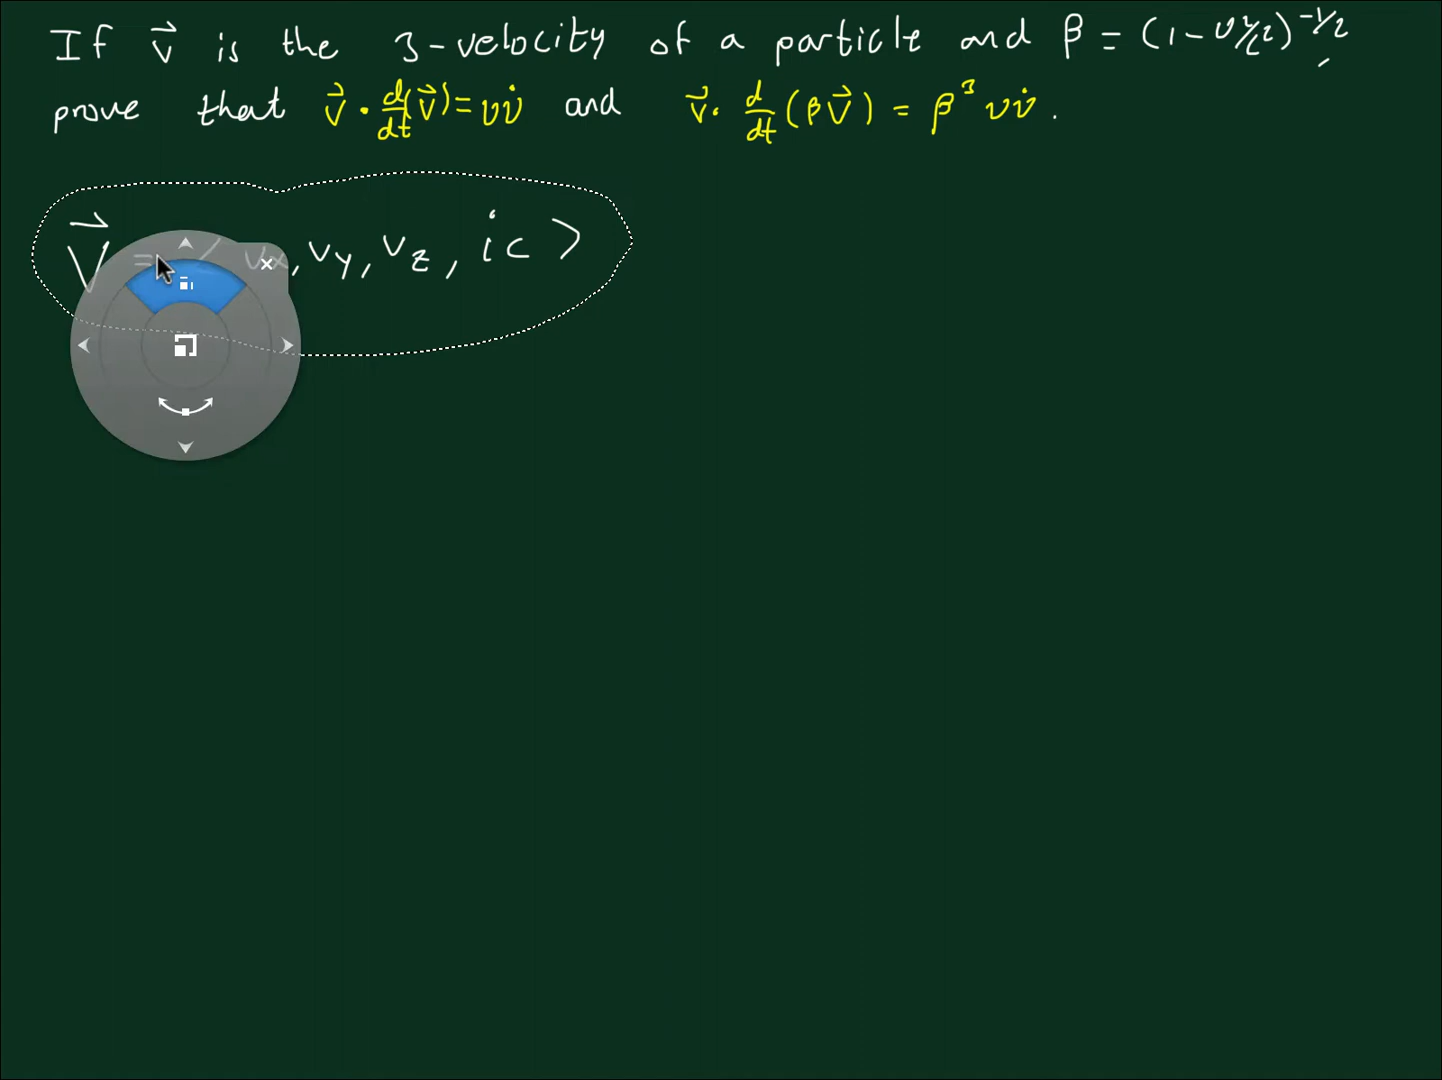 If v⃗ is the 3-velocity of a particle and β = (1 - v²/c²)^-1/2,
prove that v⃗ · d/dt(v⃗) = vv̇ and v⃗ · d/dt(βv⃗) = β³vv̇.
V⃗ = < vx, vy, vz, ic >